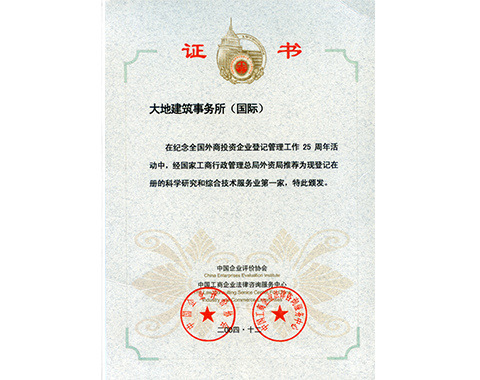 证 书
大地建筑事务所（国际）
在纪念全国外商投资企业登记管理工作 25 周年活
动中，经国家工商行政管理总局外资局推荐为现登记在
册的科学研究和综合技术服务业第一家，特此颁发。
中国企业评价协会
China Enterprises Evaluation Institute
中国工商企业法律咨询服务中心
二〇〇四·十二